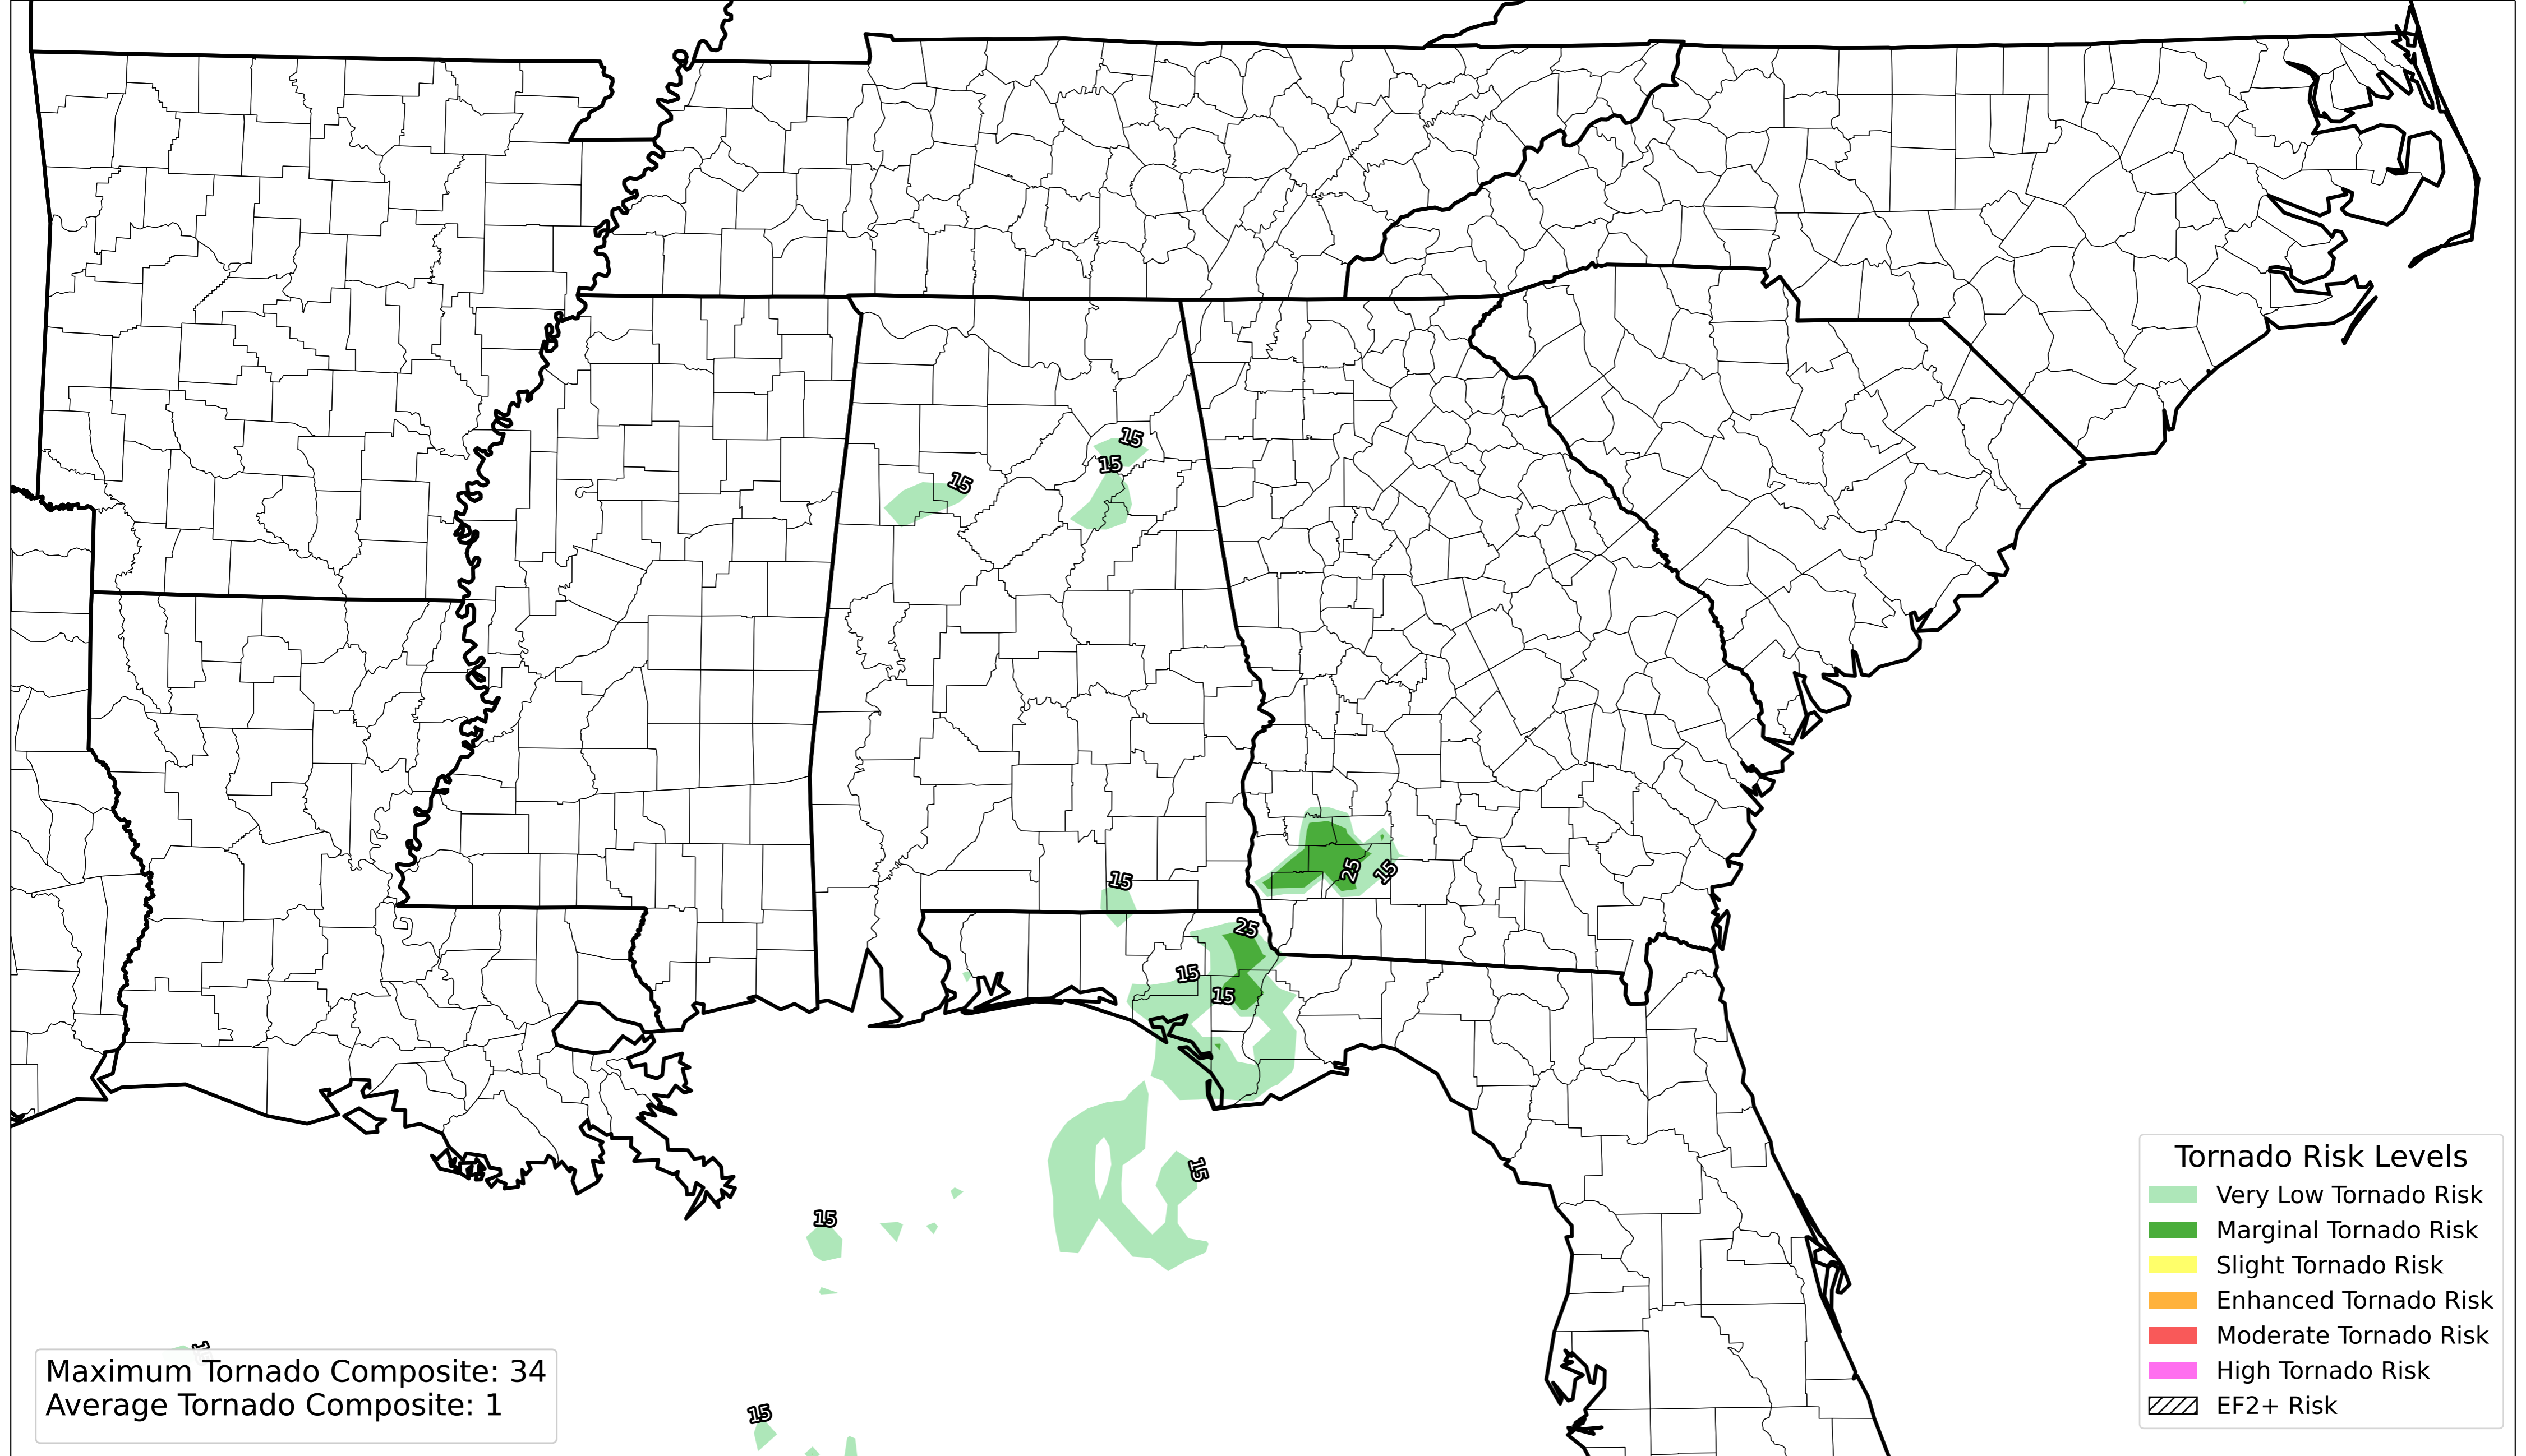 15
15
15
25
15
15
25
15
15
15
15
15
Maximum Tornado Composite: 34
Average Tornado Composite: 1
Tornado Risk Levels
Very Low Tornado Risk
Marginal Tornado Risk
Slight Tornado Risk
Enhanced Tornado Risk
Moderate Tornado Risk
High Tornado Risk
EF2+ Risk